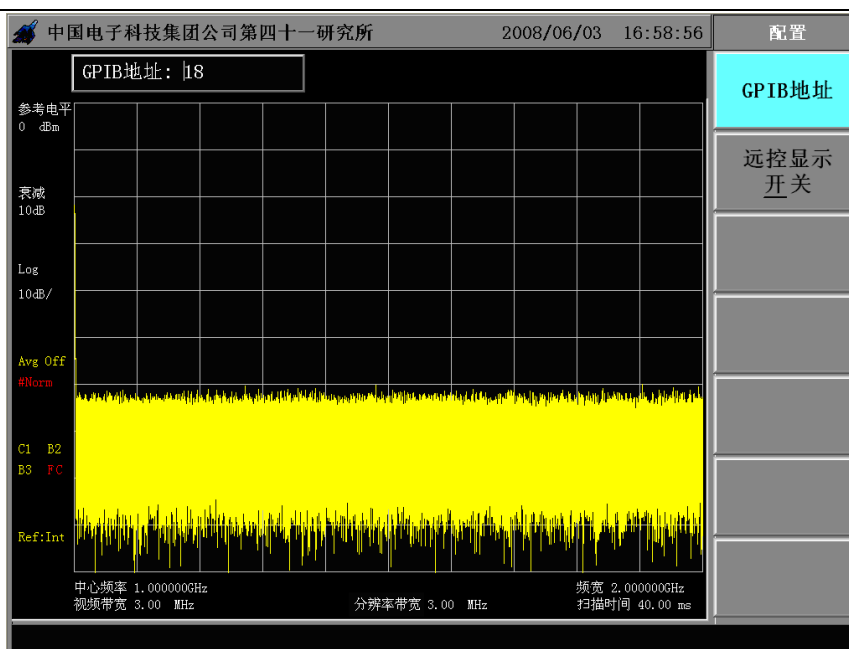 中国电子科技集团公司第四十一研究所 2008/06/03 16:58:56
配置
GPIB地址: 18
GPIB地址
远控显示
开关
参考电平
0 dBm
衰减
10dB
Log
10dB/
Avg Off
#Norm
C1 B2
B3 FC
Ref:Int
中心频率 1.000000GHz 频宽 2.000000GHz
视频带宽 3.00 MHz 分辨率带宽 3.00 MHz 扫描时间 40.00 ms